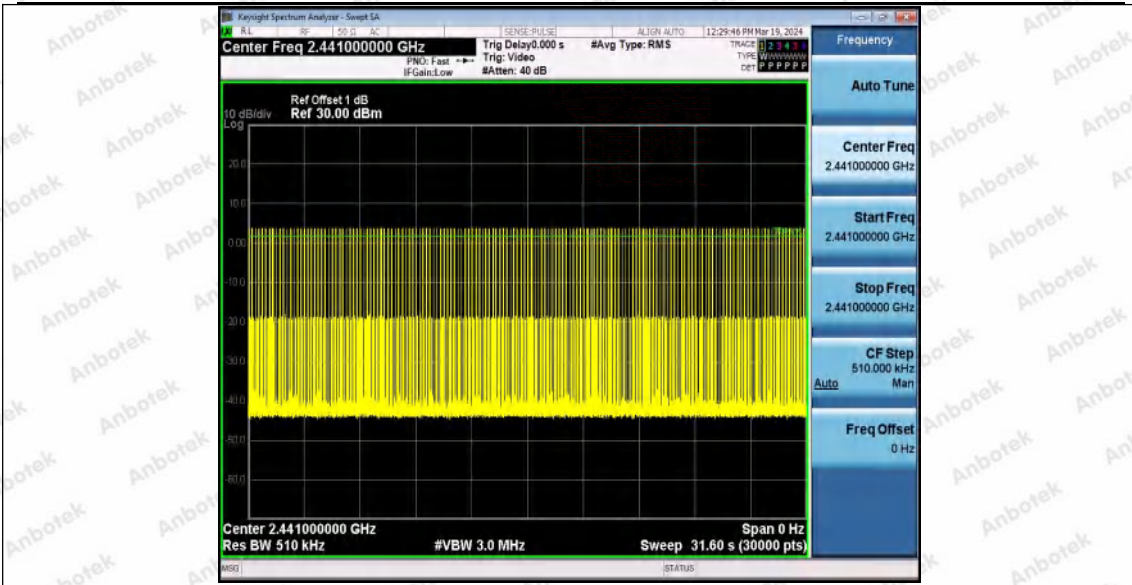 Keysight Spectrum Analyzer - Swept SA
RL RF 50 Ω AC SENSE:PULSE ALIGN AUTO 12:29:46 PM Mar 19, 2024
Center Freq 2.441000000 GHz
PNO: Fast
IFGain:Low
Trig Delay0.000 s
Trig: Video
#Atten: 40 dB
#Avg Type: RMS
TRACE 1 2 3 4 5 6
TYPE WWWWWW
DET P P P P P P
Ref Offset 1 dB
10 dB/div Ref 30.00 dBm
Log
20.0
10.0
0.00
-10.0
-20.0
-30.0
-40.0
-50.0
-60.0
Center 2.441000000 GHz Span 0 Hz
Res BW 510 kHz #VBW 3.0 MHz Sweep 31.60 s (30000 pts)
MSG STATUS
Frequency
Auto Tune
Center Freq
2.441000000 GHz
Start Freq
2.441000000 GHz
Stop Freq
2.441000000 GHz
CF Step
510.000 kHz
Auto Man
Freq Offset
0 Hz
Anbotek